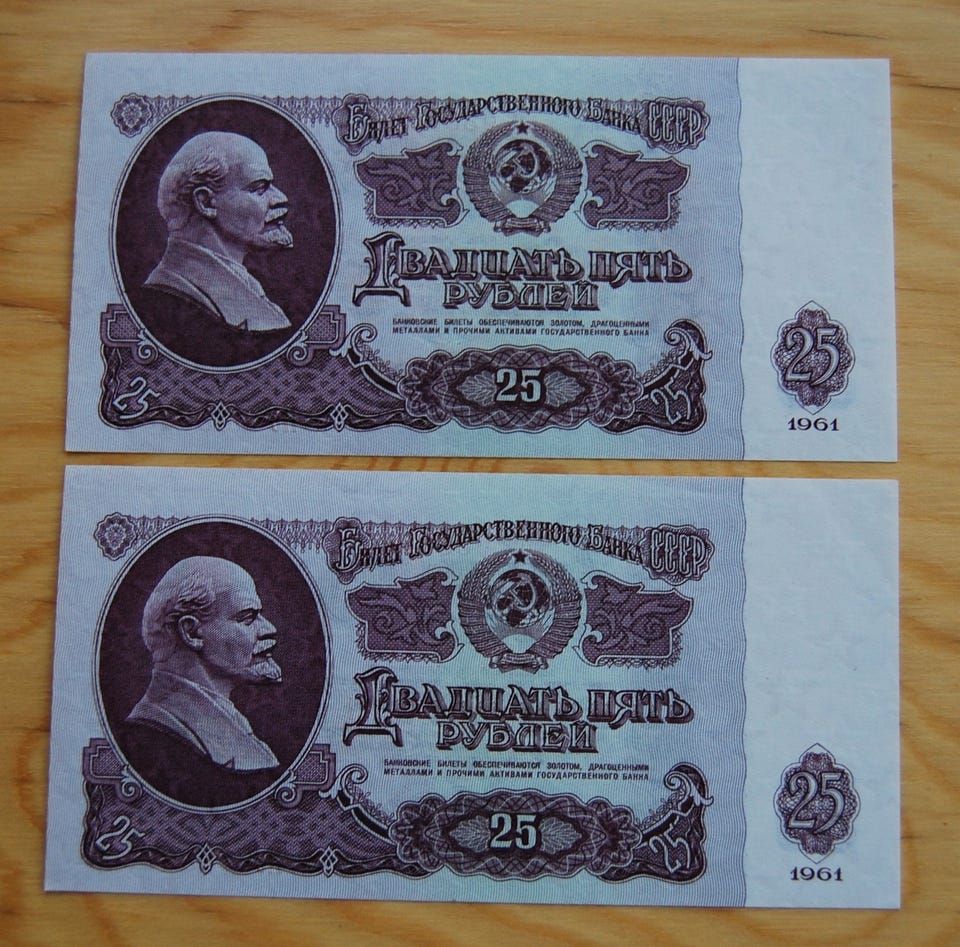 Билет Государственного Банка СССР
Двадцать пять
рублей
БАНКОВСКИЕ БИЛЕТЫ ОБЕСПЕЧИВАЮТСЯ ЗОЛОТОМ, ДРАГОЦЕННЫМИ
МЕТАЛЛАМИ И ПРОЧИМИ АКТИВАМИ ГОСУДАРСТВЕННОГО БАНКА
25
25
25
25
1961
Билет Государственного Банка СССР
Двадцать пять
рублей
БАНКОВСКИЕ БИЛЕТЫ ОБЕСПЕЧИВАЮТСЯ ЗОЛОТОМ, ДРАГОЦЕННЫМИ
МЕТАЛЛАМИ И ПРОЧИМИ АКТИВАМИ ГОСУДАРСТВЕННОГО БАНКА
25
25
25
25
1961